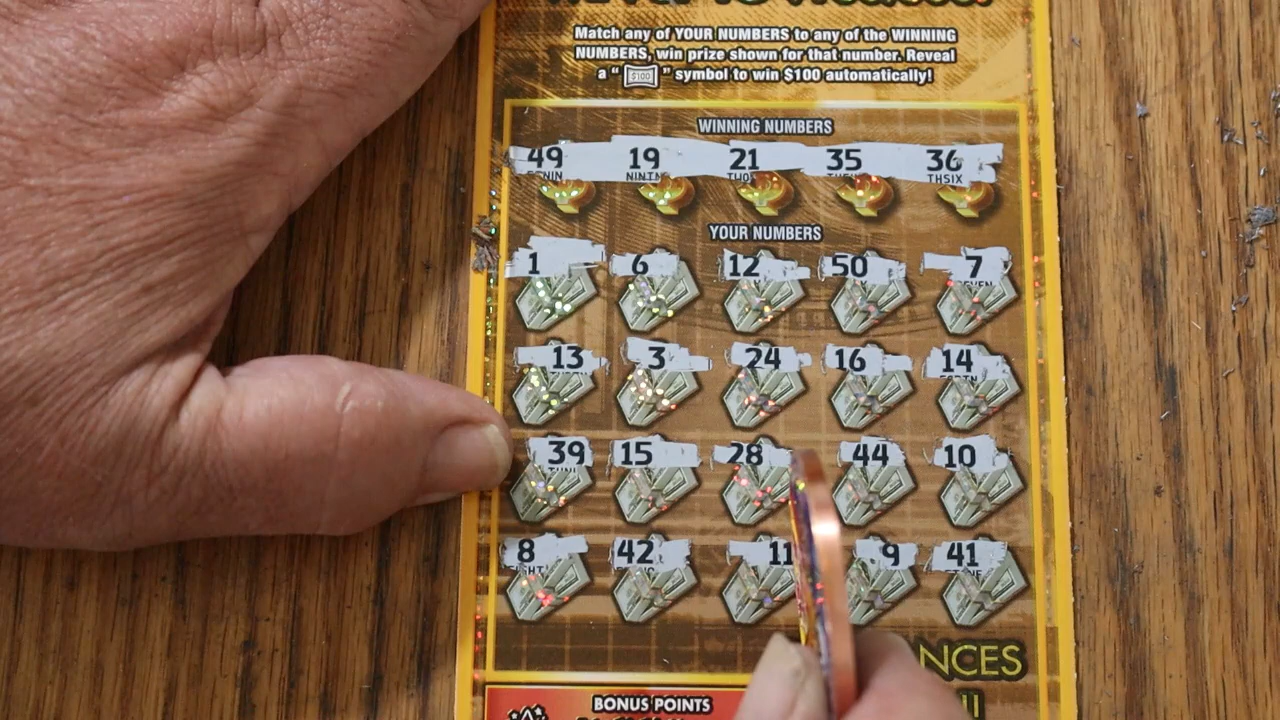 Match any of YOUR NUMBERS to any of the WINNING
NUMBERS, win prize shown for that number. Reveal
a " $100 " symbol to win $100 automatically!
WINNING NUMBERS
49 19 21 35 36
THSIX
YOUR NUMBERS
1 6 12 50 7
13 3 24 16 14
39 15 28 44 10
8 42 11 9 41
NCES
BONUS POINTS